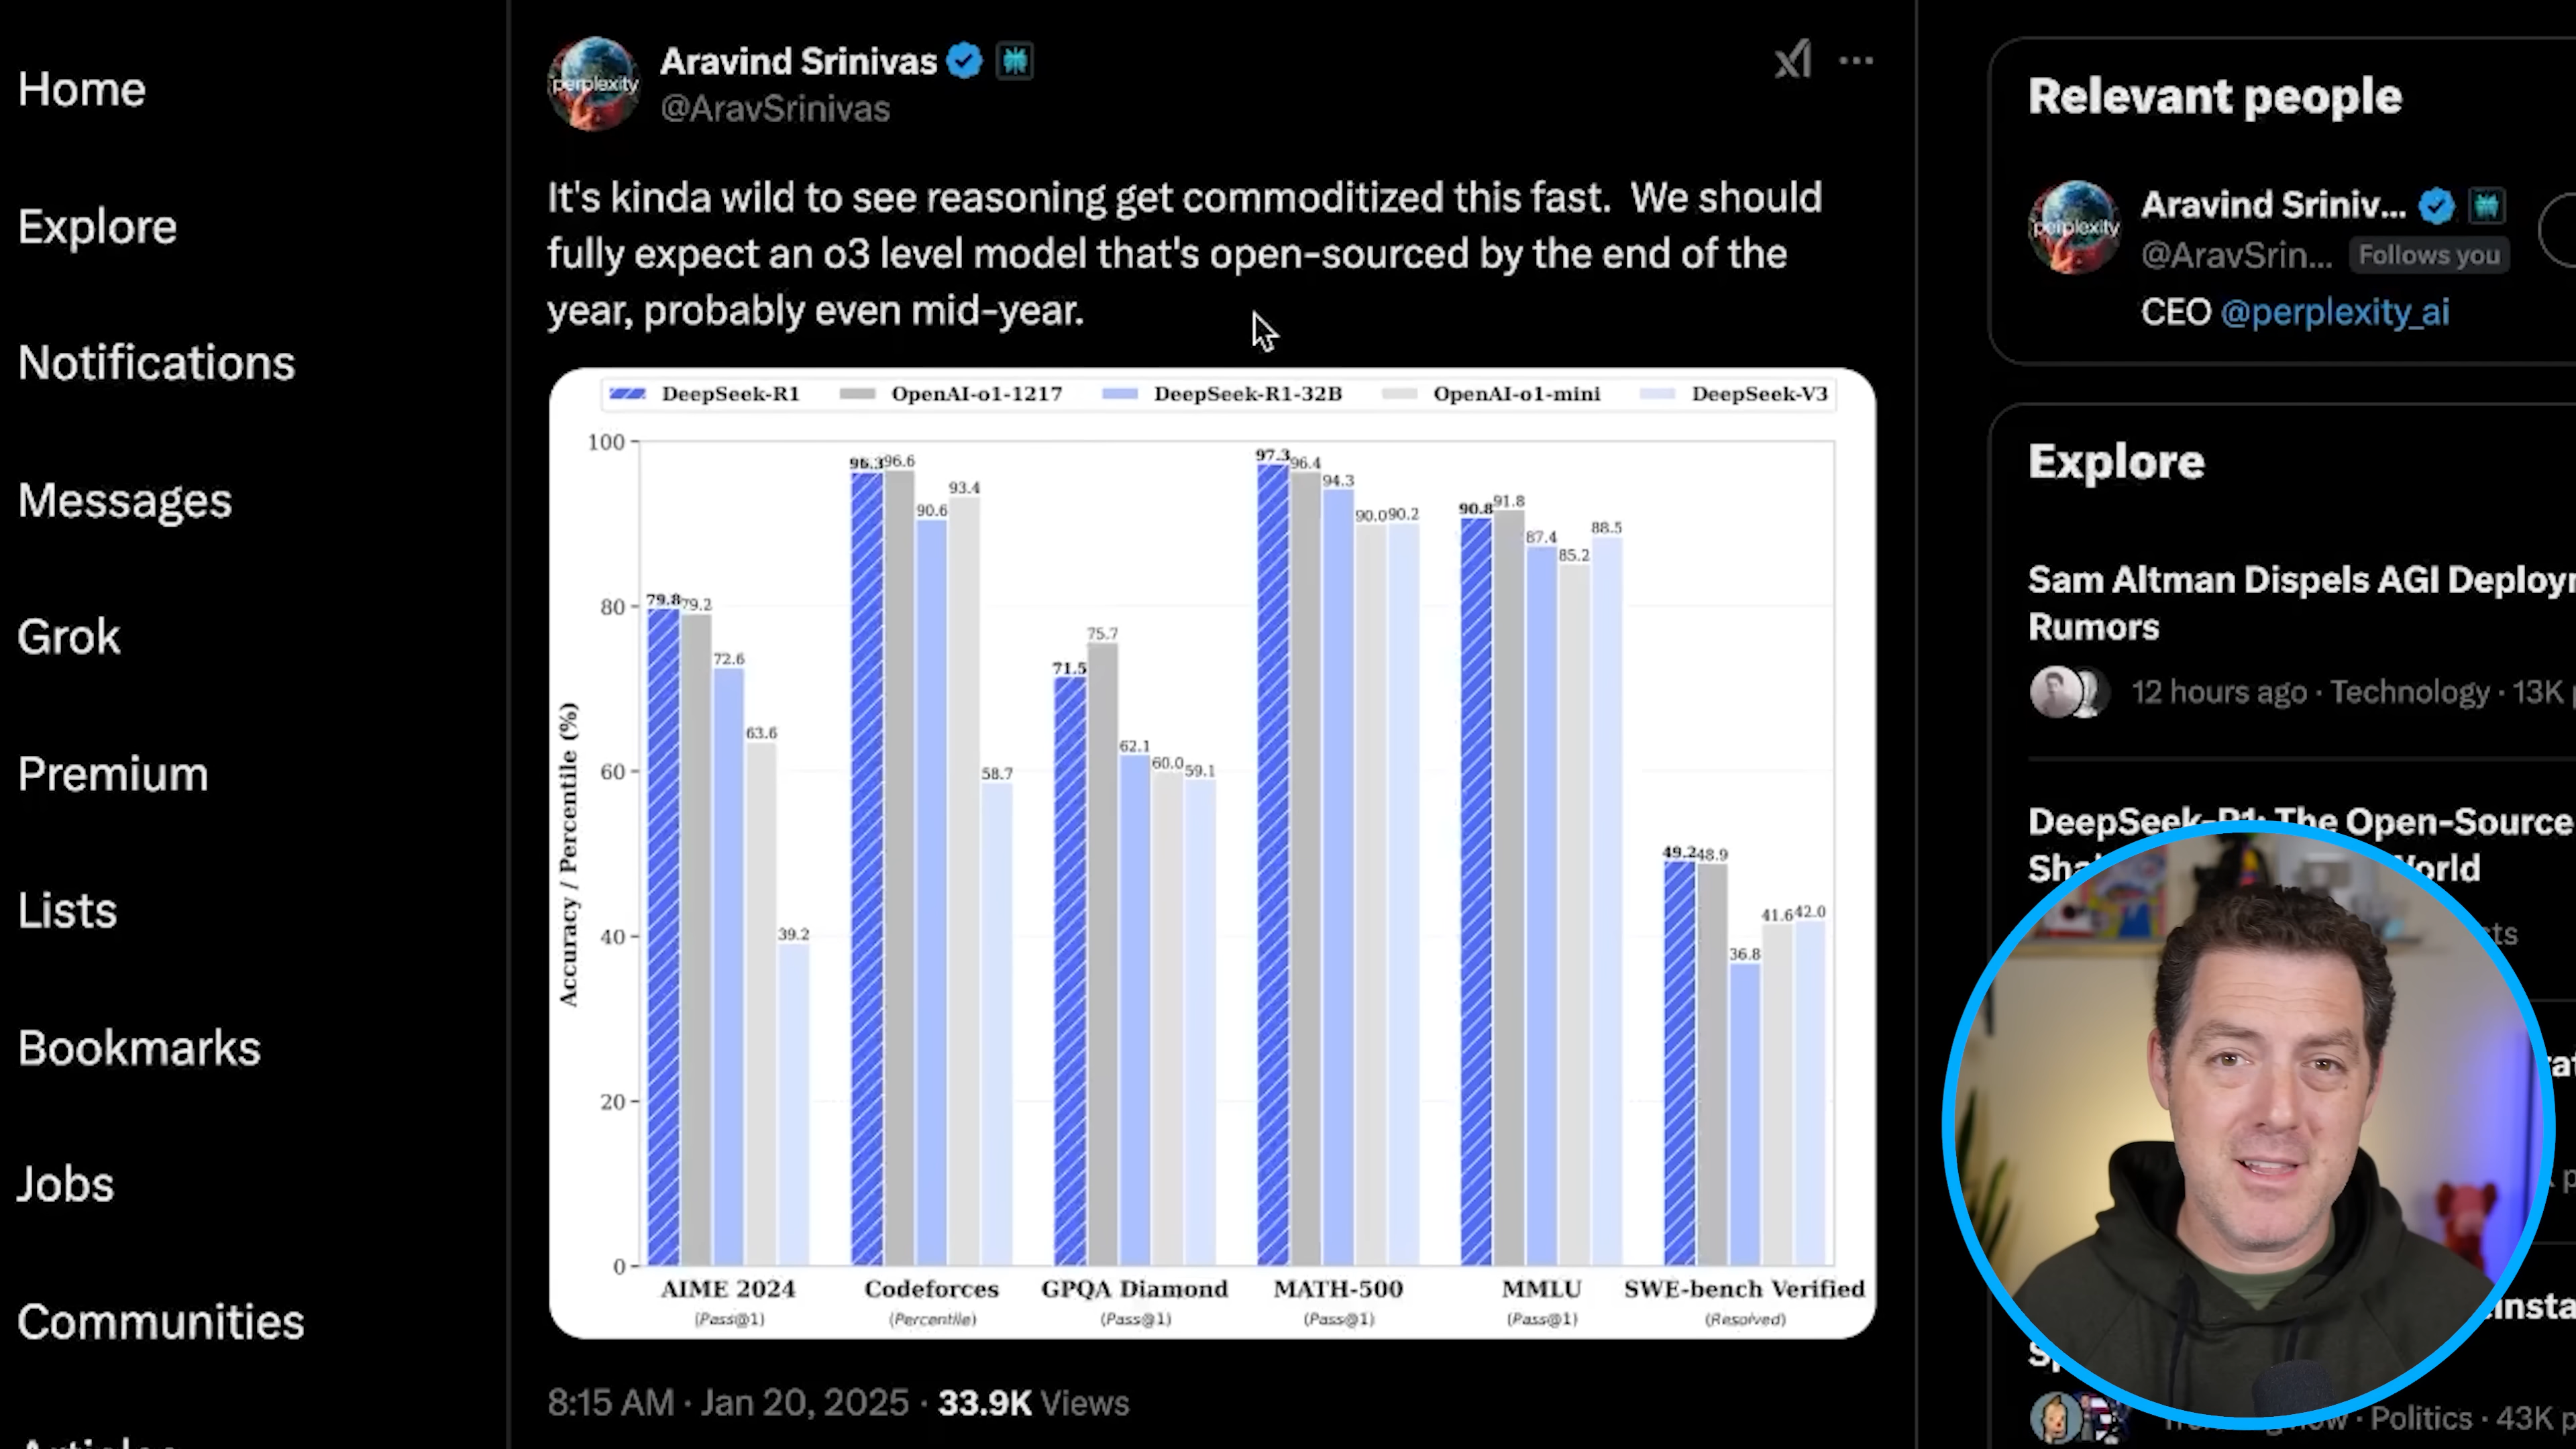 Home
Explore
Notifications
Messages
Grok
Premium
Lists
Bookmarks
Jobs
Communities
perplexity
Aravind Srinivas
@AravSrinivas
It's kinda wild to see reasoning get commoditized this fast. We should
fully expect an o3 level model that's open-sourced by the end of the
year, probably even mid-year.
DeepSeek-R1 OpenAI-o1-1217 DeepSeek-R1-32B OpenAI-o1-mini DeepSeek-V3
Accuracy / Percentile (%)
100
80
60
40
20
0
79.8 79.2 72.6 63.6 39.2
96.3 96.6 90.6 93.4 58.7
71.5 75.7 62.1 60.0 59.1
97.3 96.4 94.3 90.0 90.2
90.8 91.8 87.4 85.2 88.5
49.2 48.9 36.8 41.6 42.0
AIME 2024 Codeforces GPQA Diamond MATH-500 MMLU SWE-bench Verified
(Pass@1) (Percentile) (Pass@1) (Pass@1) (Pass@1) (Resolved)
8:15 AM · Jan 20, 2025 · 33.9K Views
Relevant people
perplexity
Aravind Sriniv...
@AravSrin... Follows you
CEO @perplexity_ai
Explore
Sam Altman Dispels AGI
Rumors
12 hours ago · Technology · 13K
DeepSeek-R1: The Open-Source
· Politics · 43K